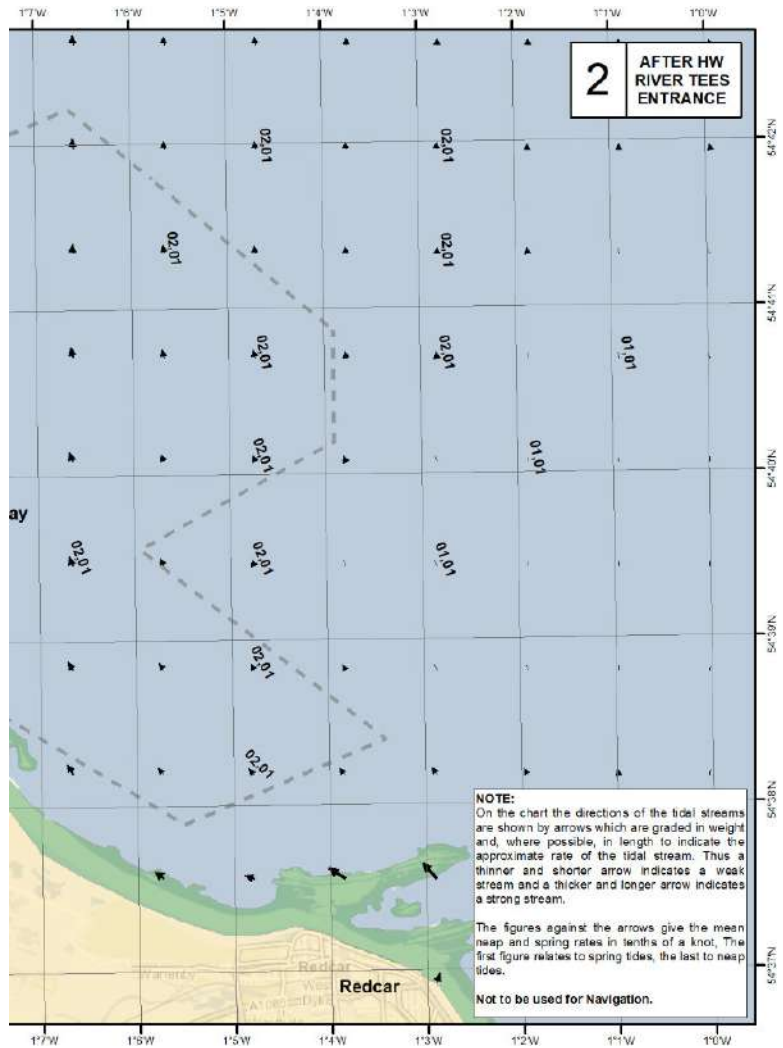 1°7'W 1°6'W 1°5'W 1°4'W 1°3'W 1°2'W 1°1'W 1°0'W
2
AFTER HW
RIVER TEES
ENTRANCE
54°42'N
02,01 02,01
02,01 02,01
54°41'N
02,01 02,01 01,01
02,01 01,01
54°40'N
ay
02,01 02,01 01,01
54°39'N
02,01
02,01
54°38'N
NOTE:
On the chart the directions of the tidal streams
are shown by arrows which are graded in weight
and, where possible, in length to indicate the
approximate rate of the tidal stream. Thus a
thinner and shorter arrow indicates a weak
stream and a thicker and longer arrow indicates
a strong stream.
The figures against the arrows give the mean
neap and spring rates in tenths of a knot, The
first figure relates to spring tides, the last to neap
tides.
Not to be used for Navigation.
54°37'N
Warrenby
Redcar
West
Redcar
1°7'W 1°6'W 1°5'W 1°4'W 1°3'W 1°2'W 1°1'W 1°0'W